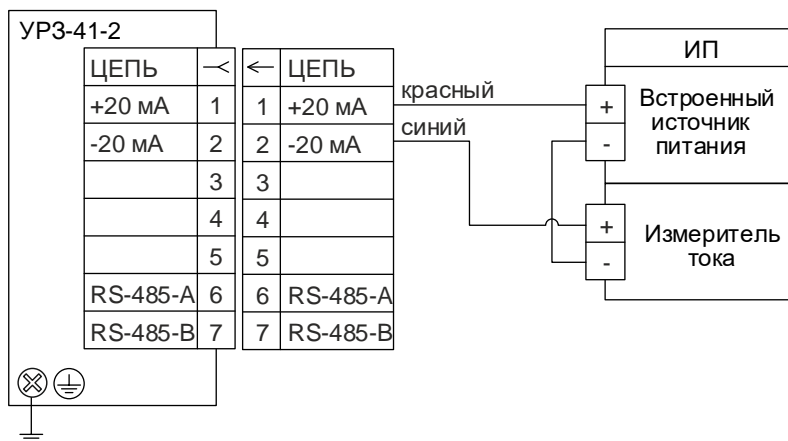 УРЗ-41-2
ЦЕПЬ ЦЕПЬ
+20 мА 1 1 +20 мА
-20 мА 2 2 -20 мА
3 3
4 4
5 5
RS-485-A 6 6 RS-485-A
RS-485-B 7 7 RS-485-B
красный
синий
ИП
+
-
Встроенный
источник
питания
+
-
Измеритель
тока